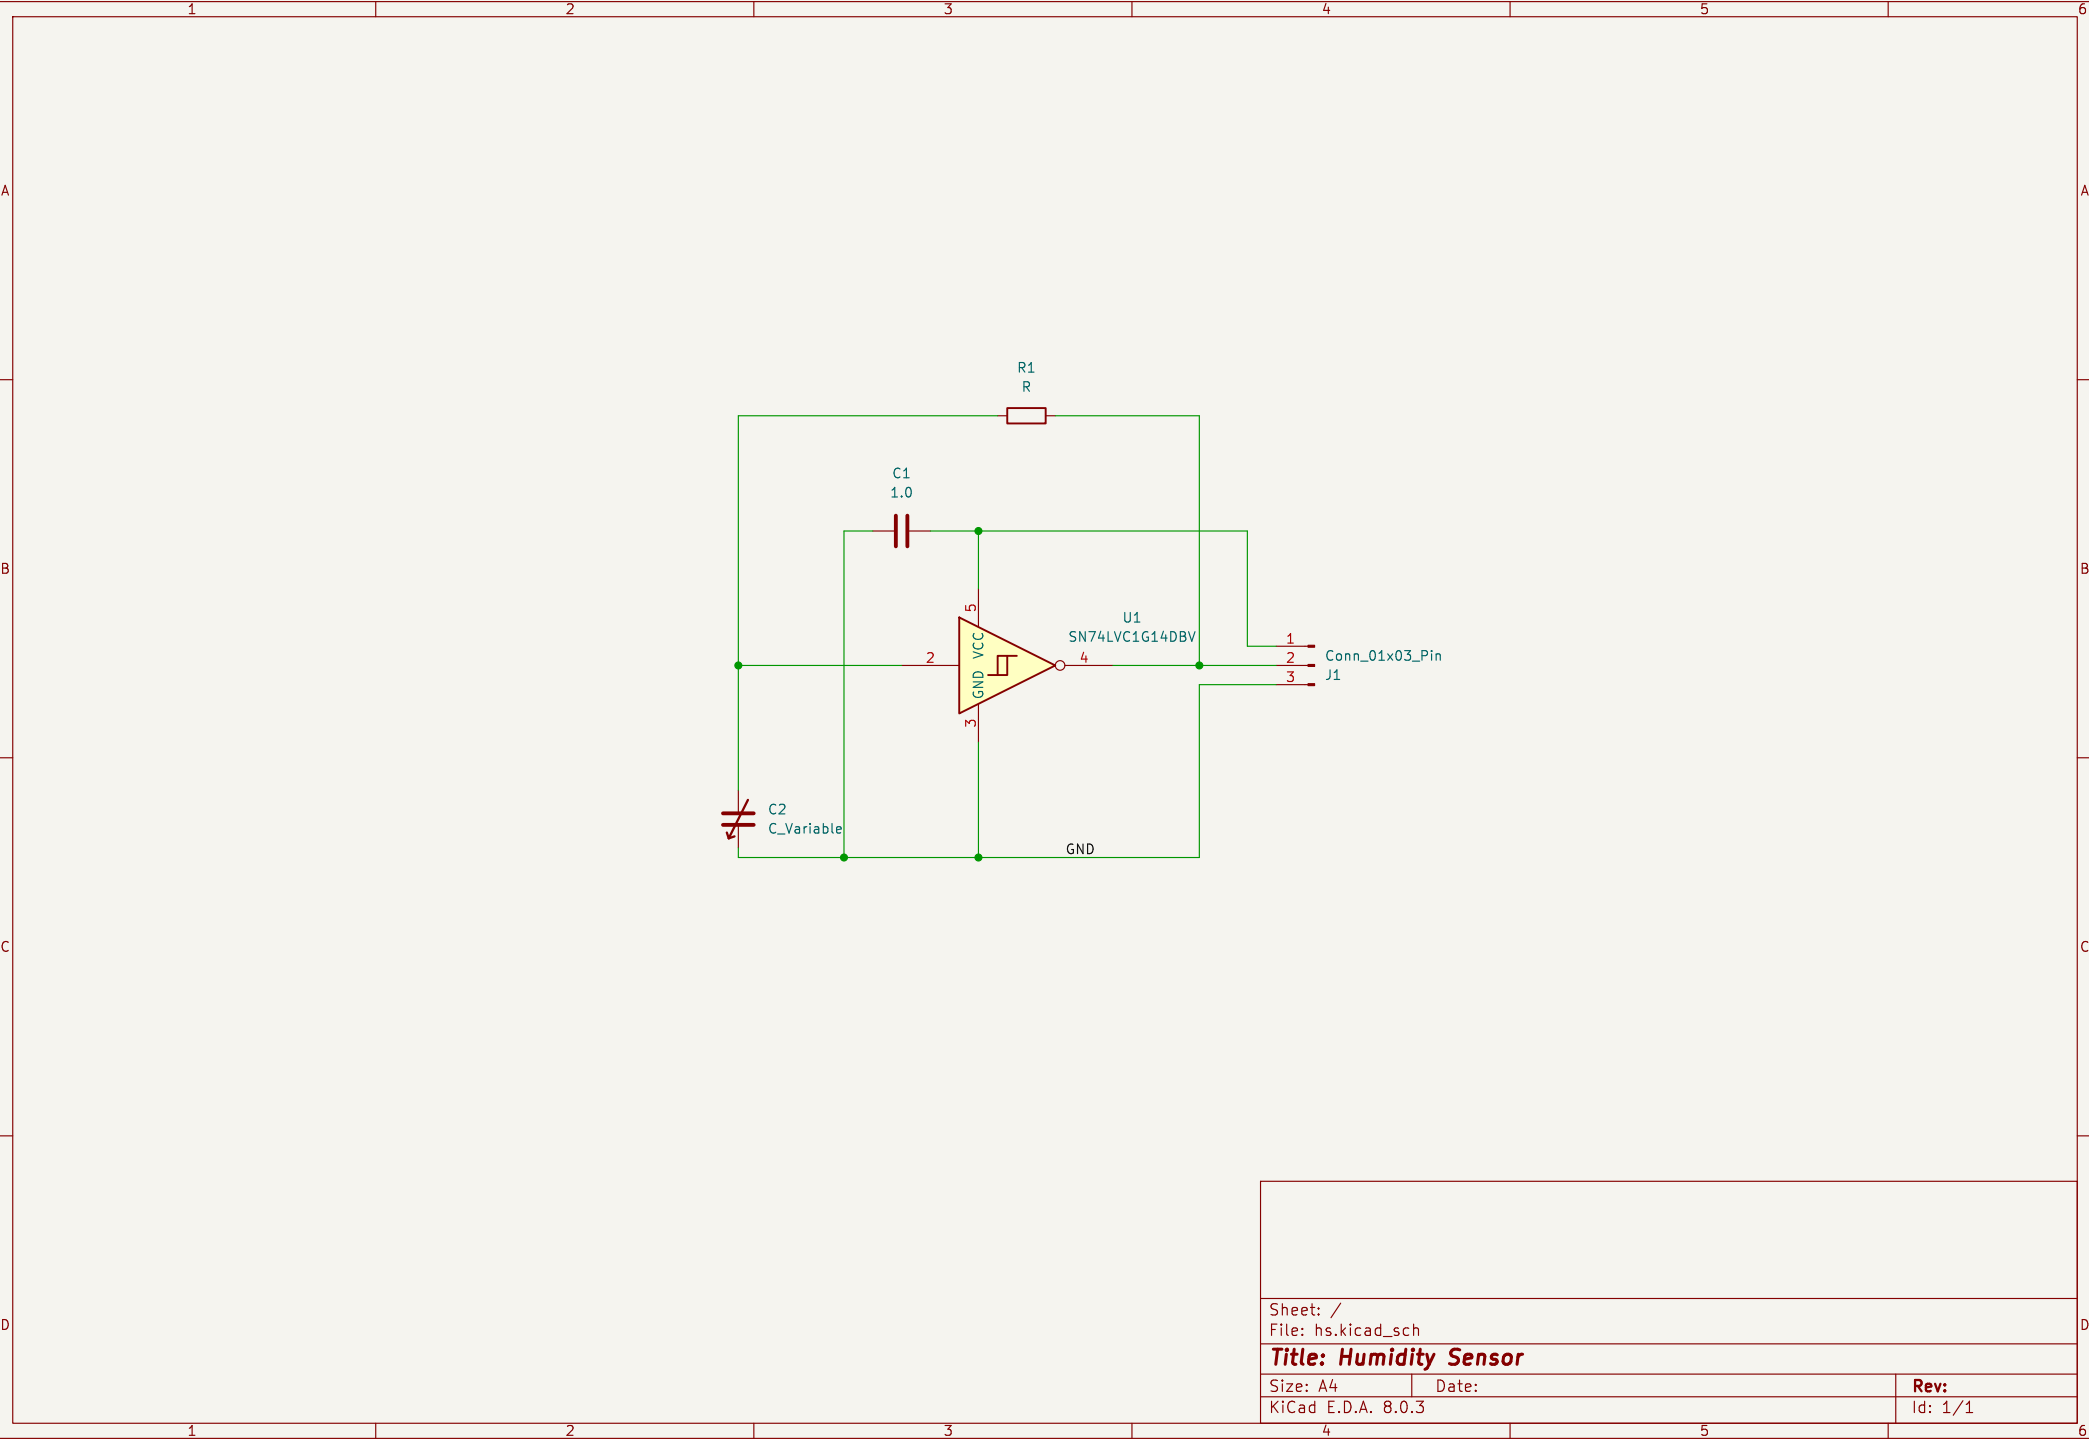 1 2 3 4 5 6
A A
R1
R
C1
1.0
B B
5
U1
SN74LVC1G14DBV
VCC
1
2 4 2 Conn_01x03_Pin
3 J1
GND
3
C2
C_Variable
GND
C C
Sheet: /
D D
File: hs.kicad_sch
Title: Humidity Sensor
Size: A4 Date: Rev:
KiCad E.D.A. 8.0.3 Id: 1/1
1 2 3 4 5 6